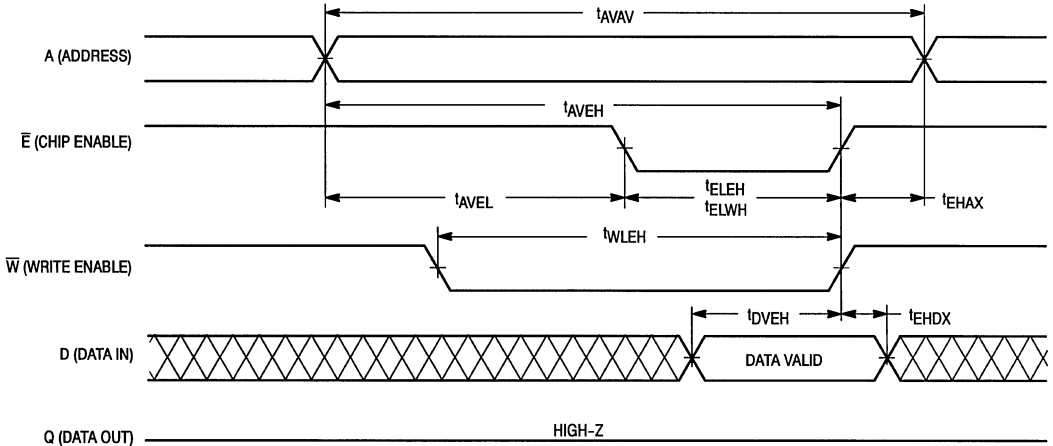 tAVAV
A (ADDRESS)
tAVEH
E̅ (CHIP ENABLE)
tAVEL
tELEH
tELWH
tEHAX
tWLEH
W̅ (WRITE ENABLE)
tDVEH
tEHDX
D (DATA IN)
DATA VALID
Q (DATA OUT)
HIGH-Z